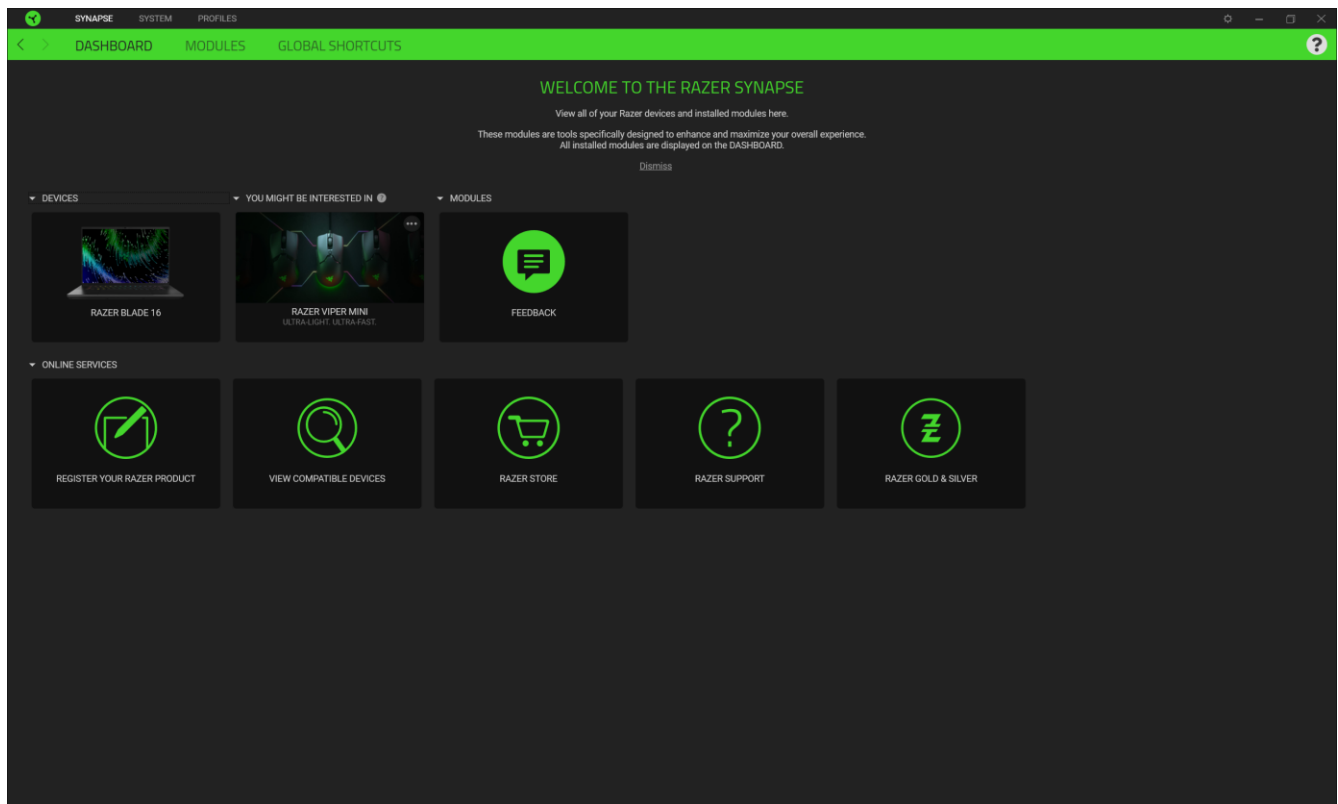 SYNAPSE SYSTEM PROFILES
DASHBOARD MODULES GLOBAL SHORTCUTS
?
WELCOME TO THE RAZER SYNAPSE
View all of your Razer devices and installed modules here.
These modules are tools specifically designed to enhance and maximize your overall experience.
All installed modules are displayed on the DASHBOARD.
Dismiss
DEVICES
YOU MIGHT BE INTERESTED IN ?
MODULES
RAZER BLADE 16
RAZER VIPER MINI
ULTRA-LIGHT. ULTRA-FAST.
FEEDBACK
ONLINE SERVICES
REGISTER YOUR RAZER PRODUCT
VIEW COMPATIBLE DEVICES
RAZER STORE
?
RAZER SUPPORT
RAZER GOLD & SILVER